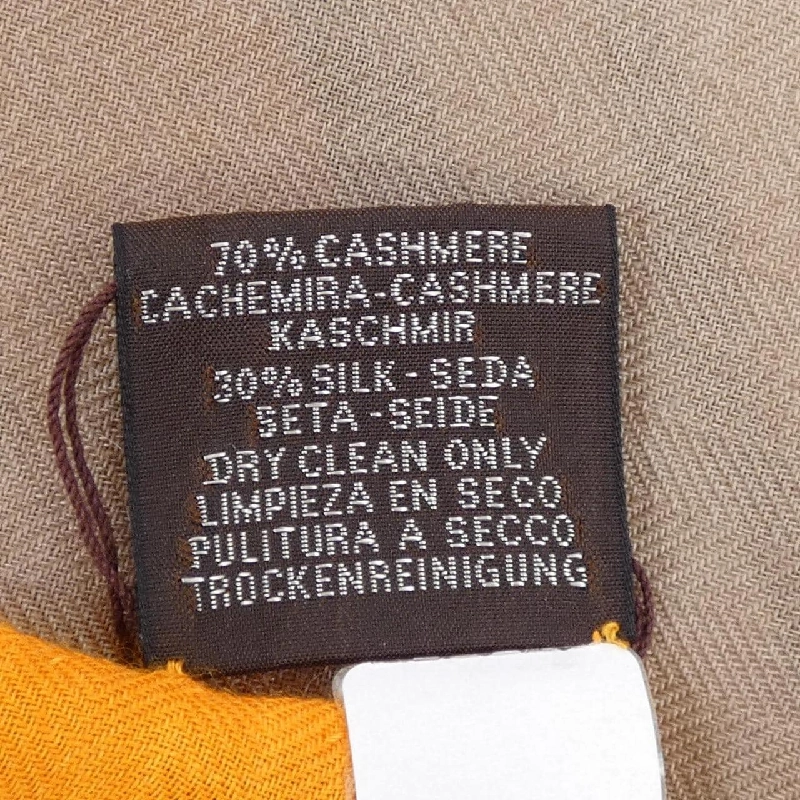 70% CASHMERE
CACHEMIRA-CASHMERE
KASCHMIR
30% SILK - SEDA
SETA - SEIDE
DRY CLEAN ONLY
LIMPIEZA EN SECO
PULITURA A SECCO
TROCKENREINIGUNG